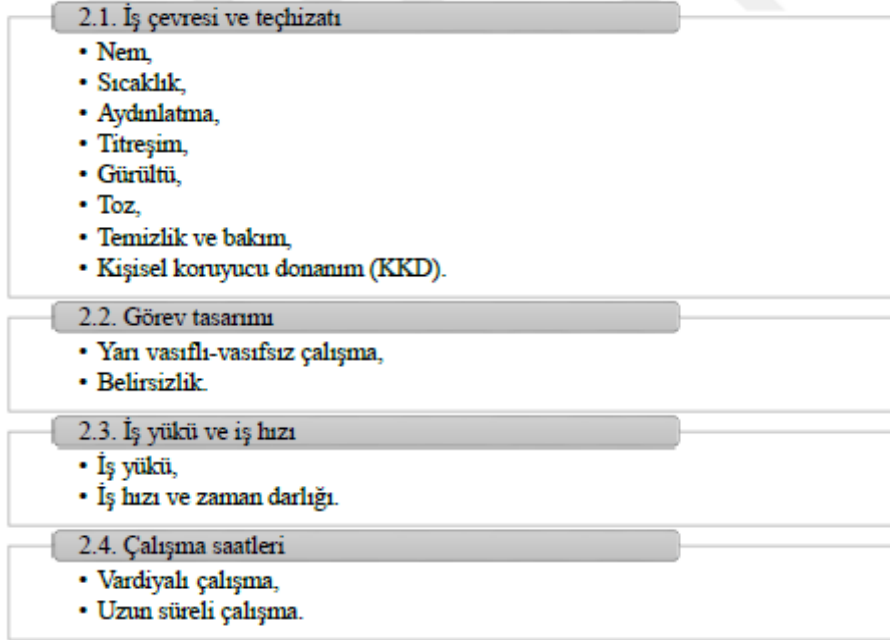 2.1. İş çevresi ve teçhizatı
• Nem,
• Sıcaklık,
• Aydınlatma,
• Titreşim,
• Gürültü,
• Toz,
• Temizlik ve bakım,
• Kişisel koruyucu donanım (KKD).
2.2. Görev tasarımı
• Yarı vasıflı-vasıfsız çalışma,
• Belirsizlik.
2.3. İş yükü ve iş hızı
• İş yükü,
• İş hızı ve zaman darlığı.
2.4. Çalışma saatleri
• Vardiyalı çalışma,
• Uzun süreli çalışma.